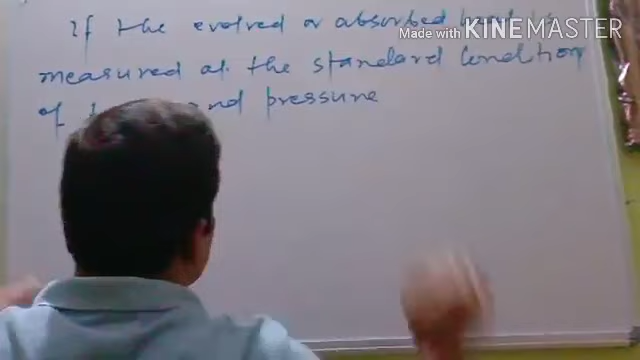 If the evolved or absorbed
Made with KINEMASTER
measured at the standard condition
of and pressure